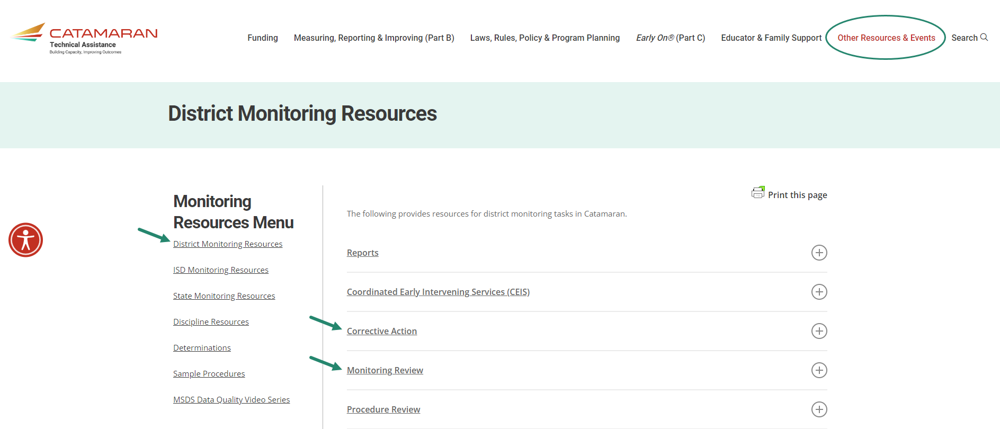 CATAMARAN
Technical Assistance
Building Capacity, Improving Outcomes
Funding
Measuring, Reporting & Improving (Part B)
Laws, Rules, Policy & Program Planning
Early On® (Part C)
Educator & Family Support
Other Resources & Events
Search
District Monitoring Resources
Monitoring
Resources Menu
District Monitoring Resources
ISD Monitoring Resources
State Monitoring Resources
Discipline Resources
Determinations
Sample Procedures
MSDS Data Quality Video Series
Print this page
The following provides resources for district monitoring tasks in Catamaran.
Reports
Coordinated Early Intervening Services (CEIS)
Corrective Action
Monitoring Review
Procedure Review